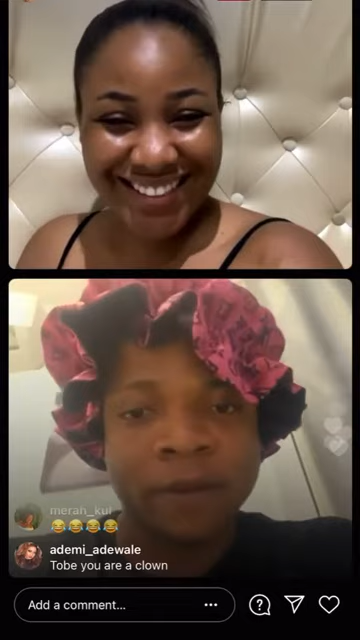 merah_kul
😂😂😂😂
ademi_adewale
Tobe you are a clown
Add a comment...